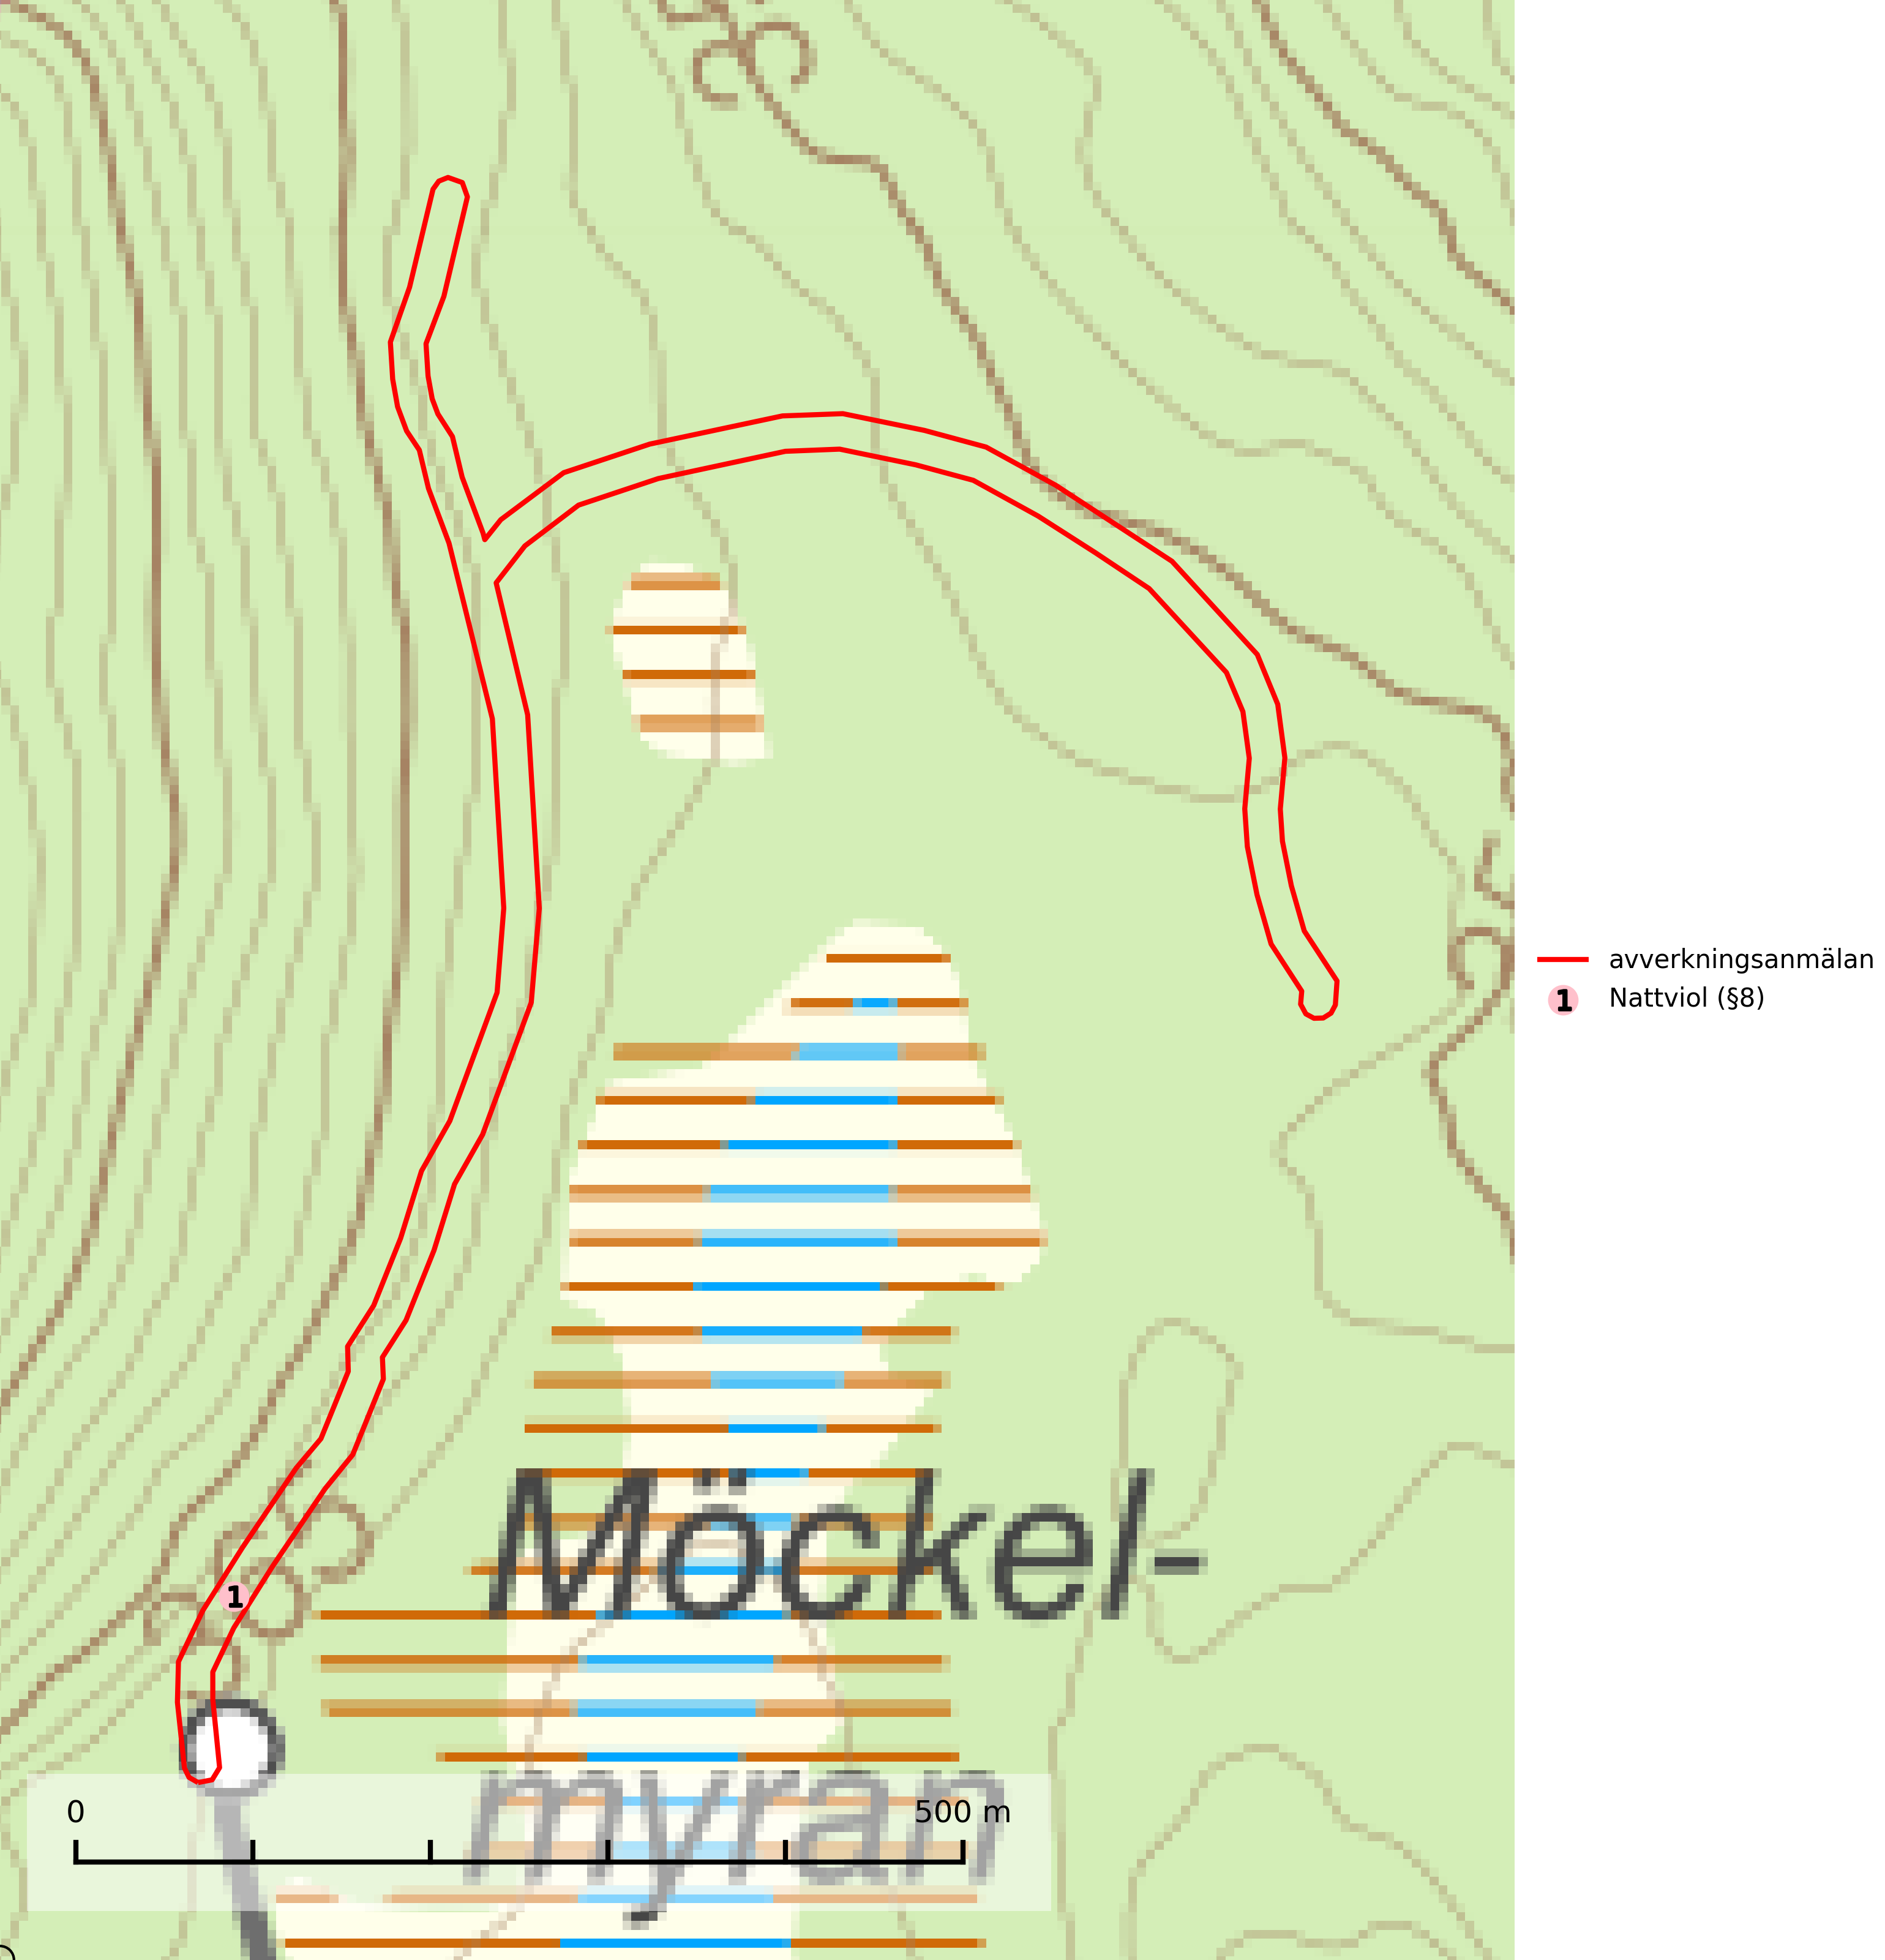 avverkningsanmälan
1 Nattviol (§8)
Möckel-
1
myran
0 500 m